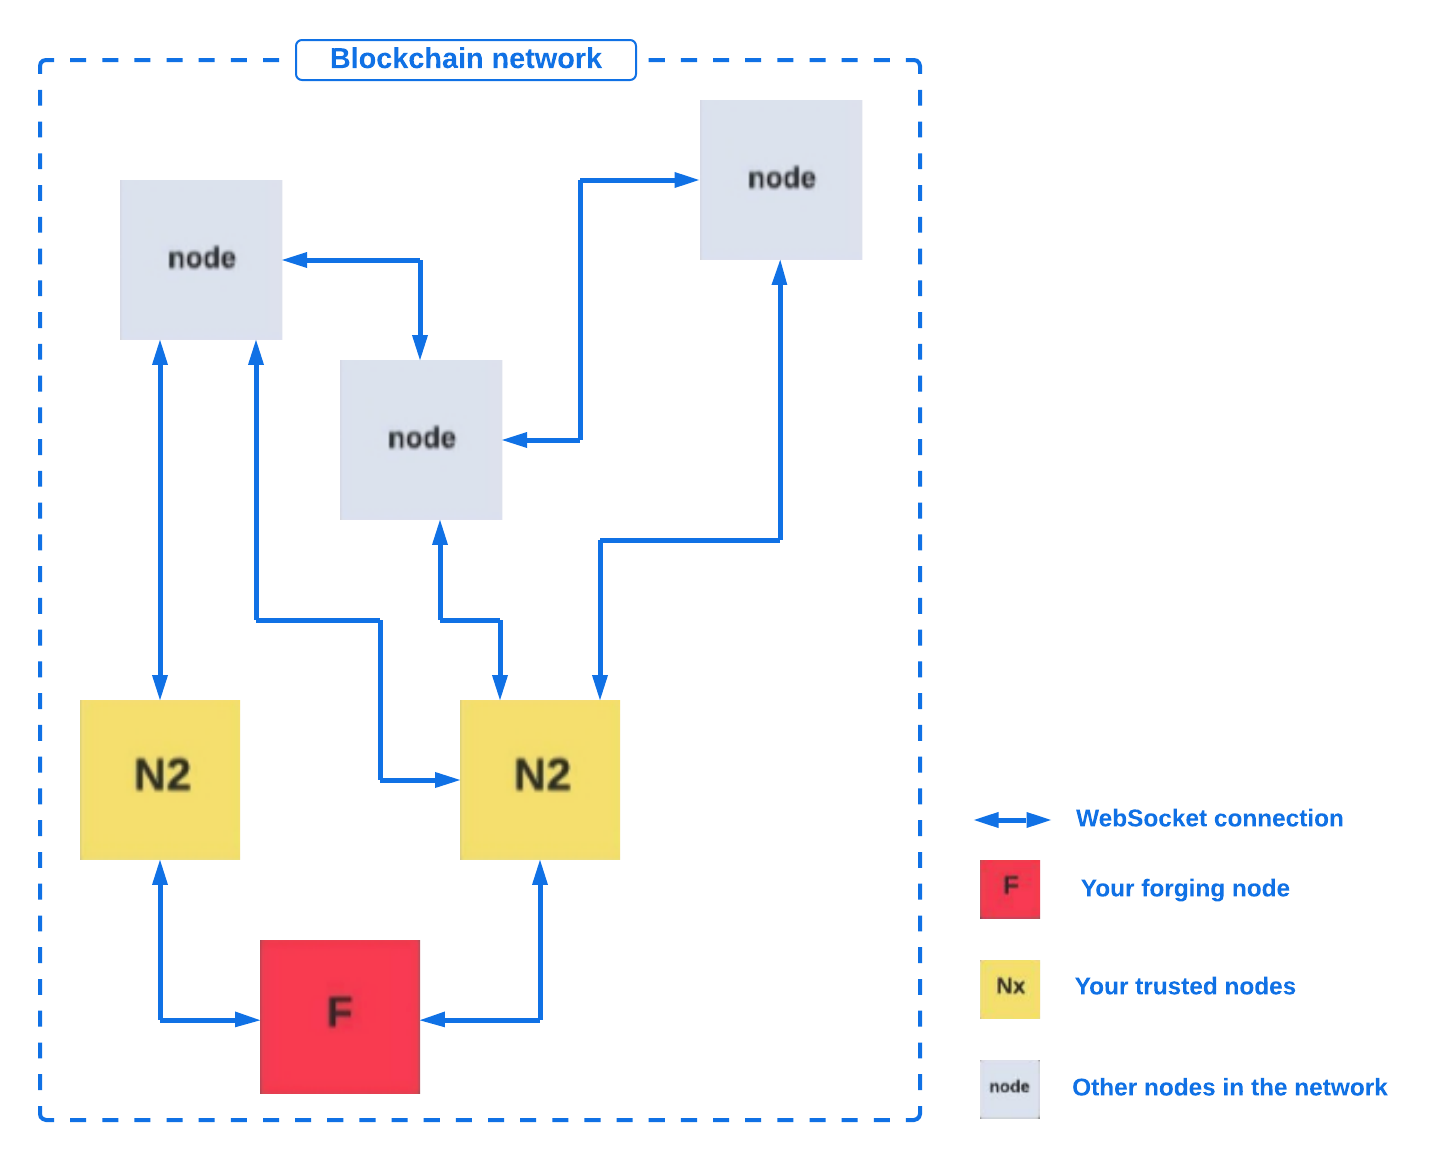 Blockchain network
node
node
node
N2
N2
F
WebSocket connection
F
Your forging node
Nx
Your trusted nodes
node
Other nodes in the network